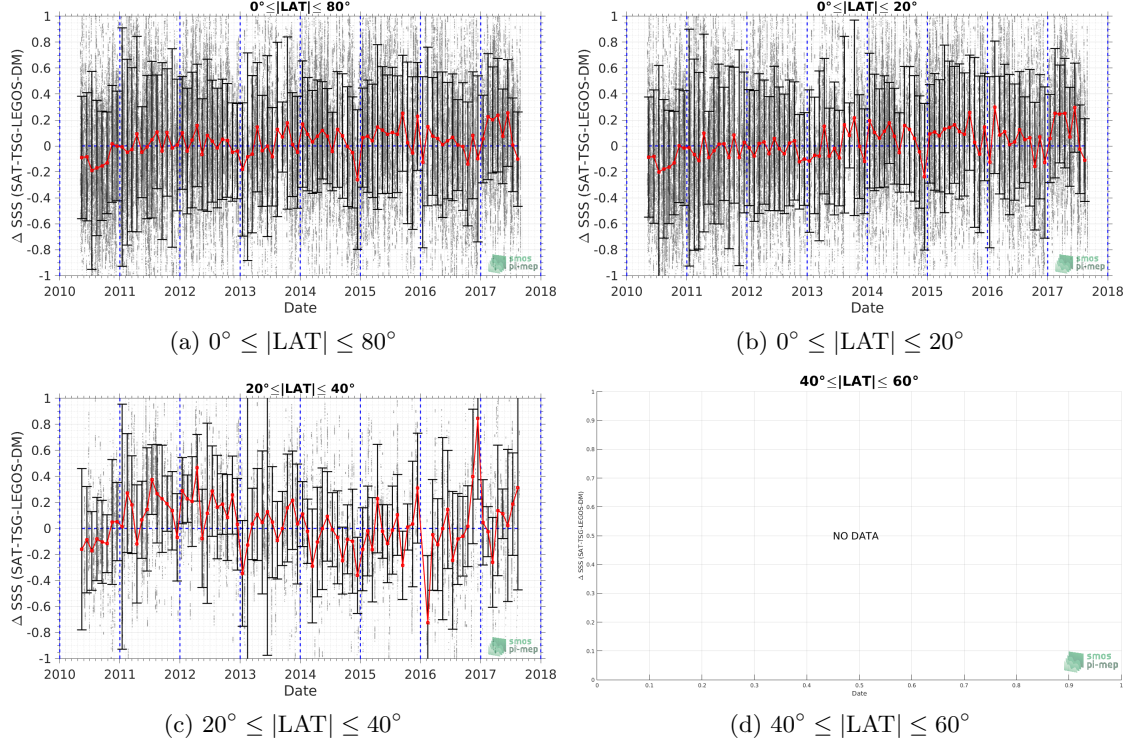 0°≤|LAT|≤ 80°
Δ SSS (SAT-TSG-LEGOS-DM)
1
0.8
0.6
0.4
0.2
0
-0.2
-0.4
-0.6
-0.8
-1
2010 2011 2012 2013 2014 2015 2016 2017 2018
Date
smos
pi-mep
(a) 0° ≤ |LAT| ≤ 80°
0°≤|LAT|≤ 20°
Δ SSS (SAT-TSG-LEGOS-DM)
1
0.8
0.6
0.4
0.2
0
-0.2
-0.4
-0.6
-0.8
-1
2010 2011 2012 2013 2014 2015 2016 2017 2018
Date
smos
pi-mep
(b) 0° ≤ |LAT| ≤ 20°
20°≤|LAT|≤ 40°
Δ SSS (SAT-TSG-LEGOS-DM)
1
0.8
0.6
0.4
0.2
0
-0.2
-0.4
-0.6
-0.8
-1
2010 2011 2012 2013 2014 2015 2016 2017 2018
Date
smos
pi-mep
(c) 20° ≤ |LAT| ≤ 40°
40°≤|LAT|≤ 60°
Δ SSS (SAT-TSG-LEGOS-DM)
1
0.9
0.8
0.7
0.6
0.5
0.4
0.3
0.2
0.1
0
NO DATA
0 0.1 0.2 0.3 0.4 0.5 0.6 0.7 0.8 0.9 1
Date
smos
pi-mep
(d) 40° ≤ |LAT| ≤ 60°